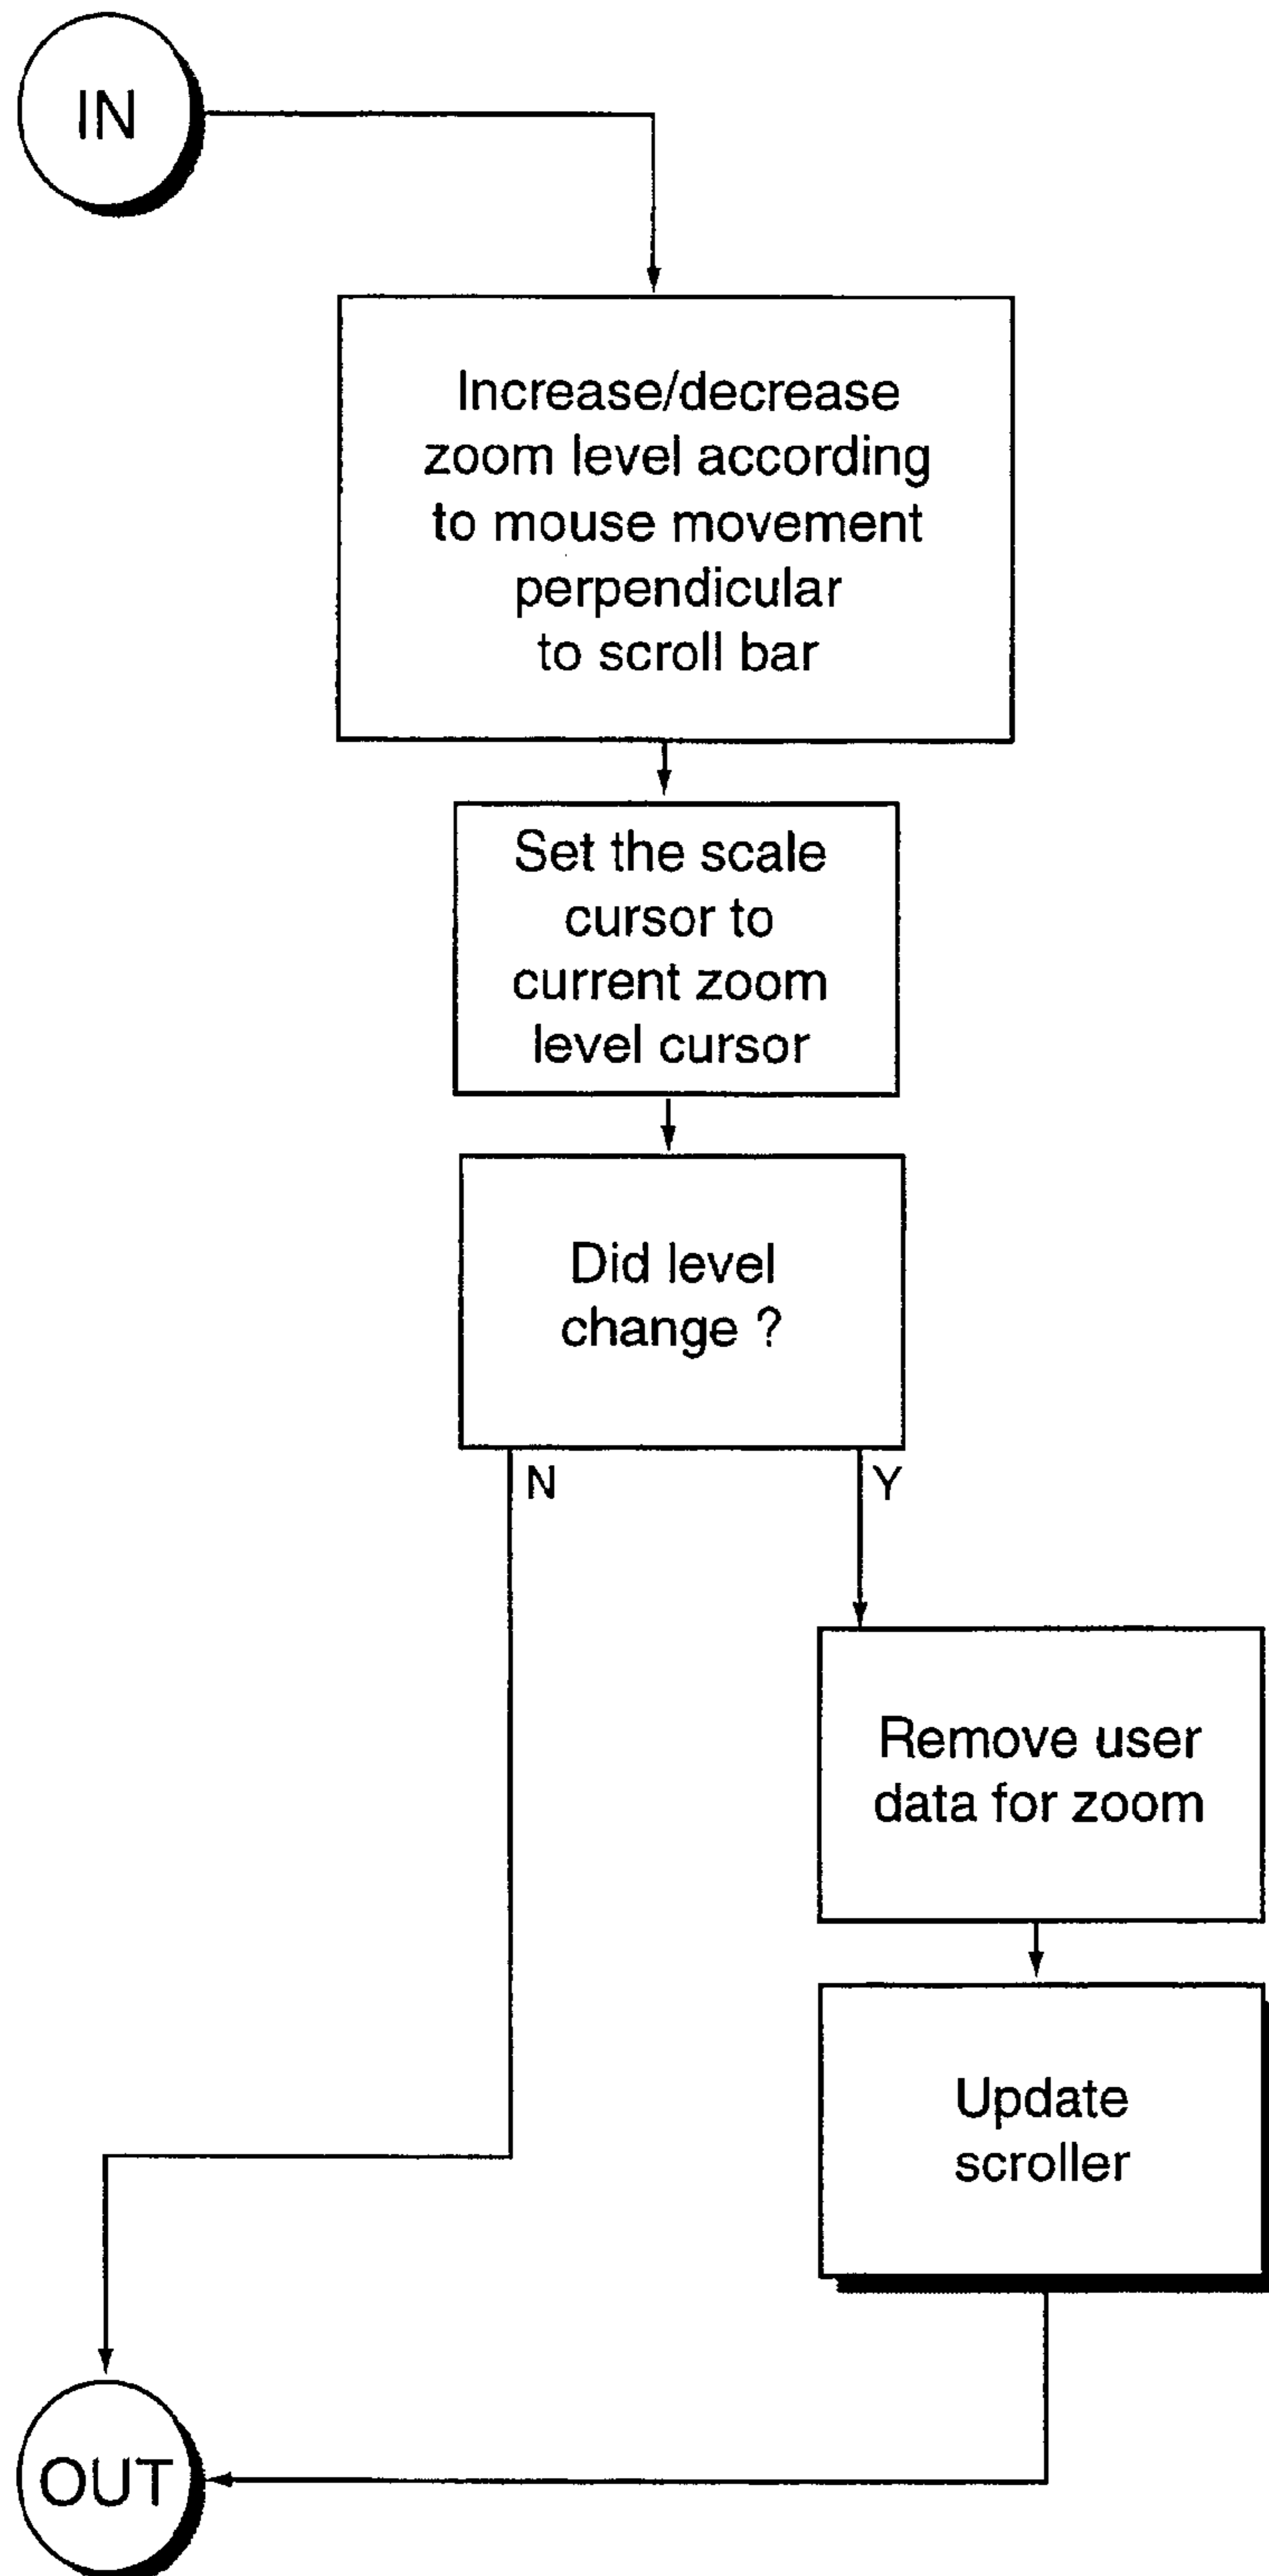 IN
Increase/decrease
zoom level according
to mouse movement
perpendicular
to scroll bar
Set the scale
cursor to
current zoom
level cursor
Did level
change ?
N
Y
Remove user
data for zoom
Update
scroller
OUT